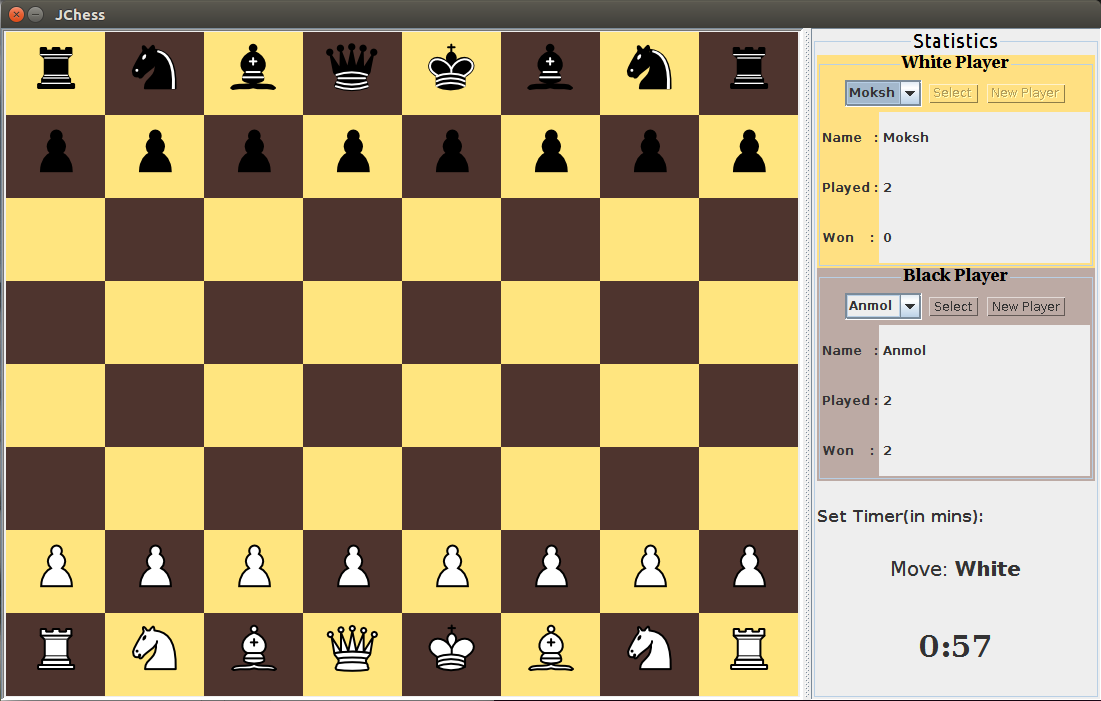 JChess
Statistics
White Player
Moksh Select New Player
Name : Moksh
Played : 2
Won : 0
Black Player
Anmol Select New Player
Name : Anmol
Played : 2
Won : 2
Set Timer(in mins):
Move: White
0:57